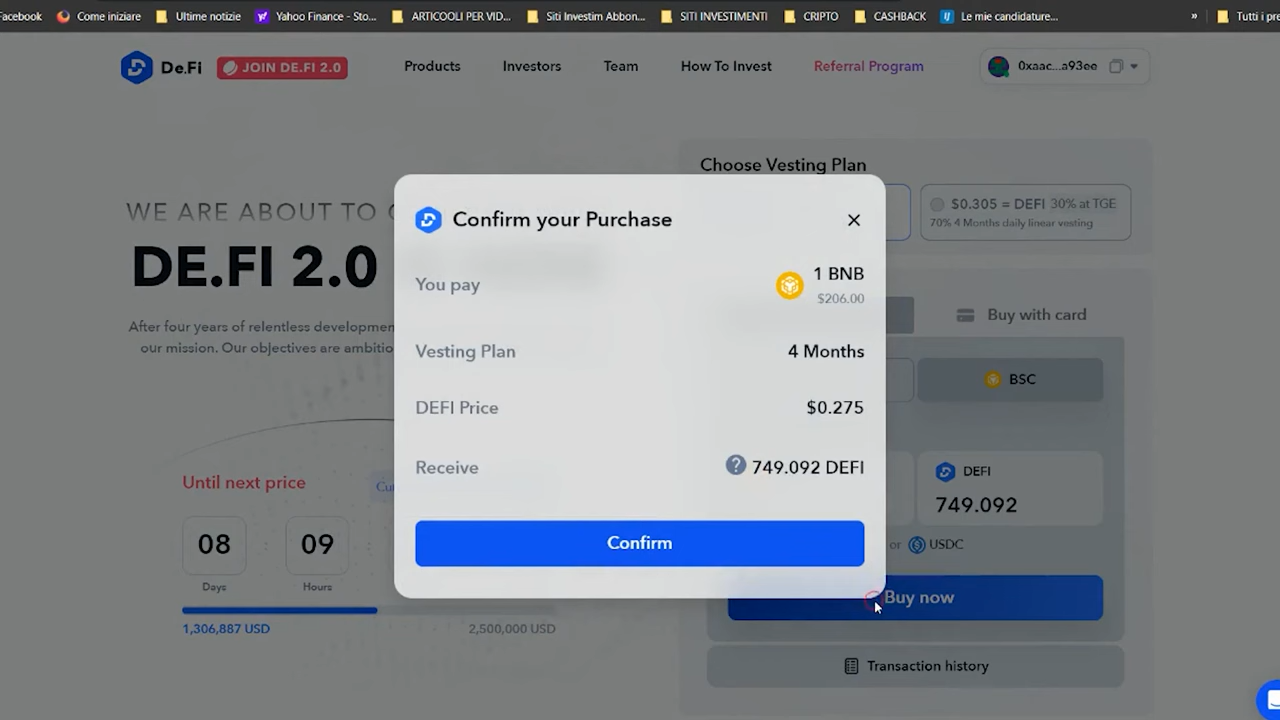 Facebook
Come iniziare
Ultime notizie
Yahoo Finance - Sto...
ARTICOOLI PER VID...
Siti Investim Abbon...
SITI INVESTIMENTI
CRIPTO
CASHBACK
Le mie candidature...
»
Tutti i pre
De.Fi
JOIN DE.FI 2.0
Products
Investors
Team
How To Invest
Referral Program
0xaac...a93ee
Choose Vesting Plan
WE ARE ABOUT TO
$0.305 = DEFI 30% at TGE
70% 4 Months daily linear vesting
DE.FI 2.0
After four years of relentless developmen
our mission. Our objectives are ambitio
Confirm your Purchase
You pay
1 BNB
$206.00
Vesting Plan
4 Months
DEFI Price
$0.275
Receive
? 749.092 DEFI
Confirm
Buy with card
BSC
DEFI
749.092
or USDC
Buy now
Transaction history
Until next price
08
:
09
:
Days
Hours
1,306,887 USD
2,500,000 USD